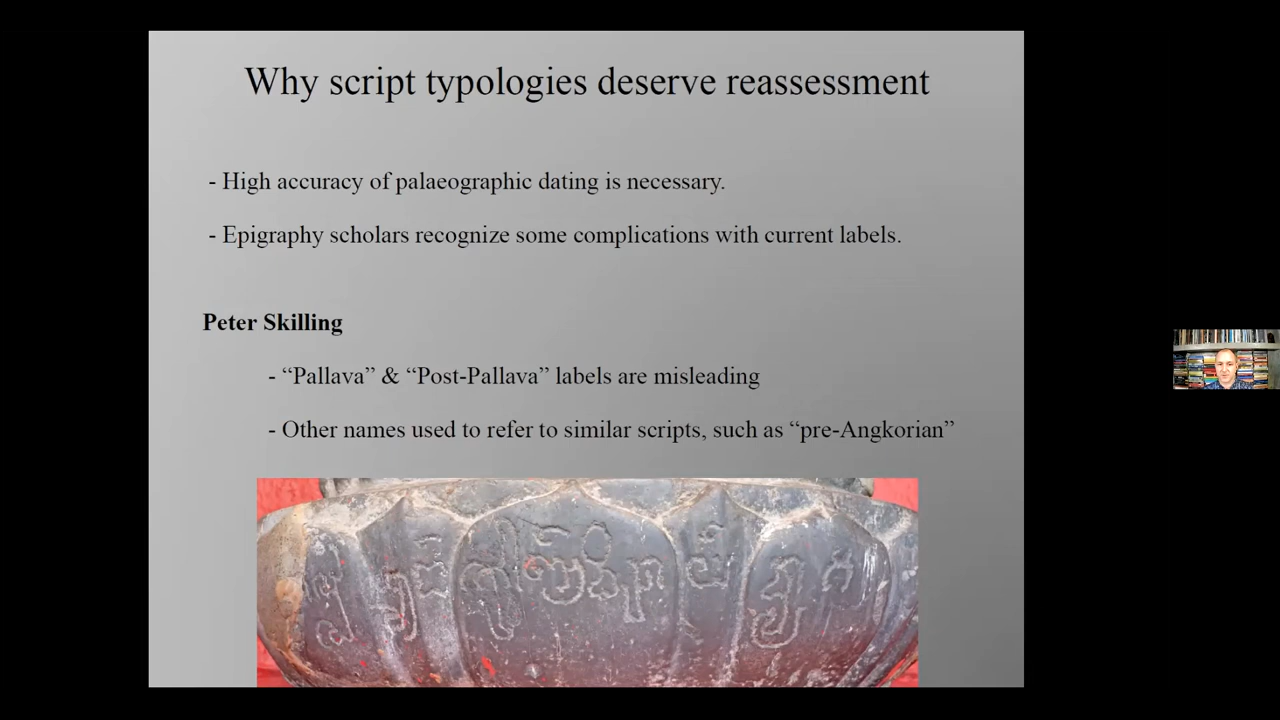 Why script typologies deserve reassessment
- High accuracy of palaeographic dating is necessary.
- Epigraphy scholars recognize some complications with current labels.
Peter Skilling
- “Pallava” & “Post-Pallava” labels are misleading
- Other names used to refer to similar scripts, such as “pre-Angkorian”